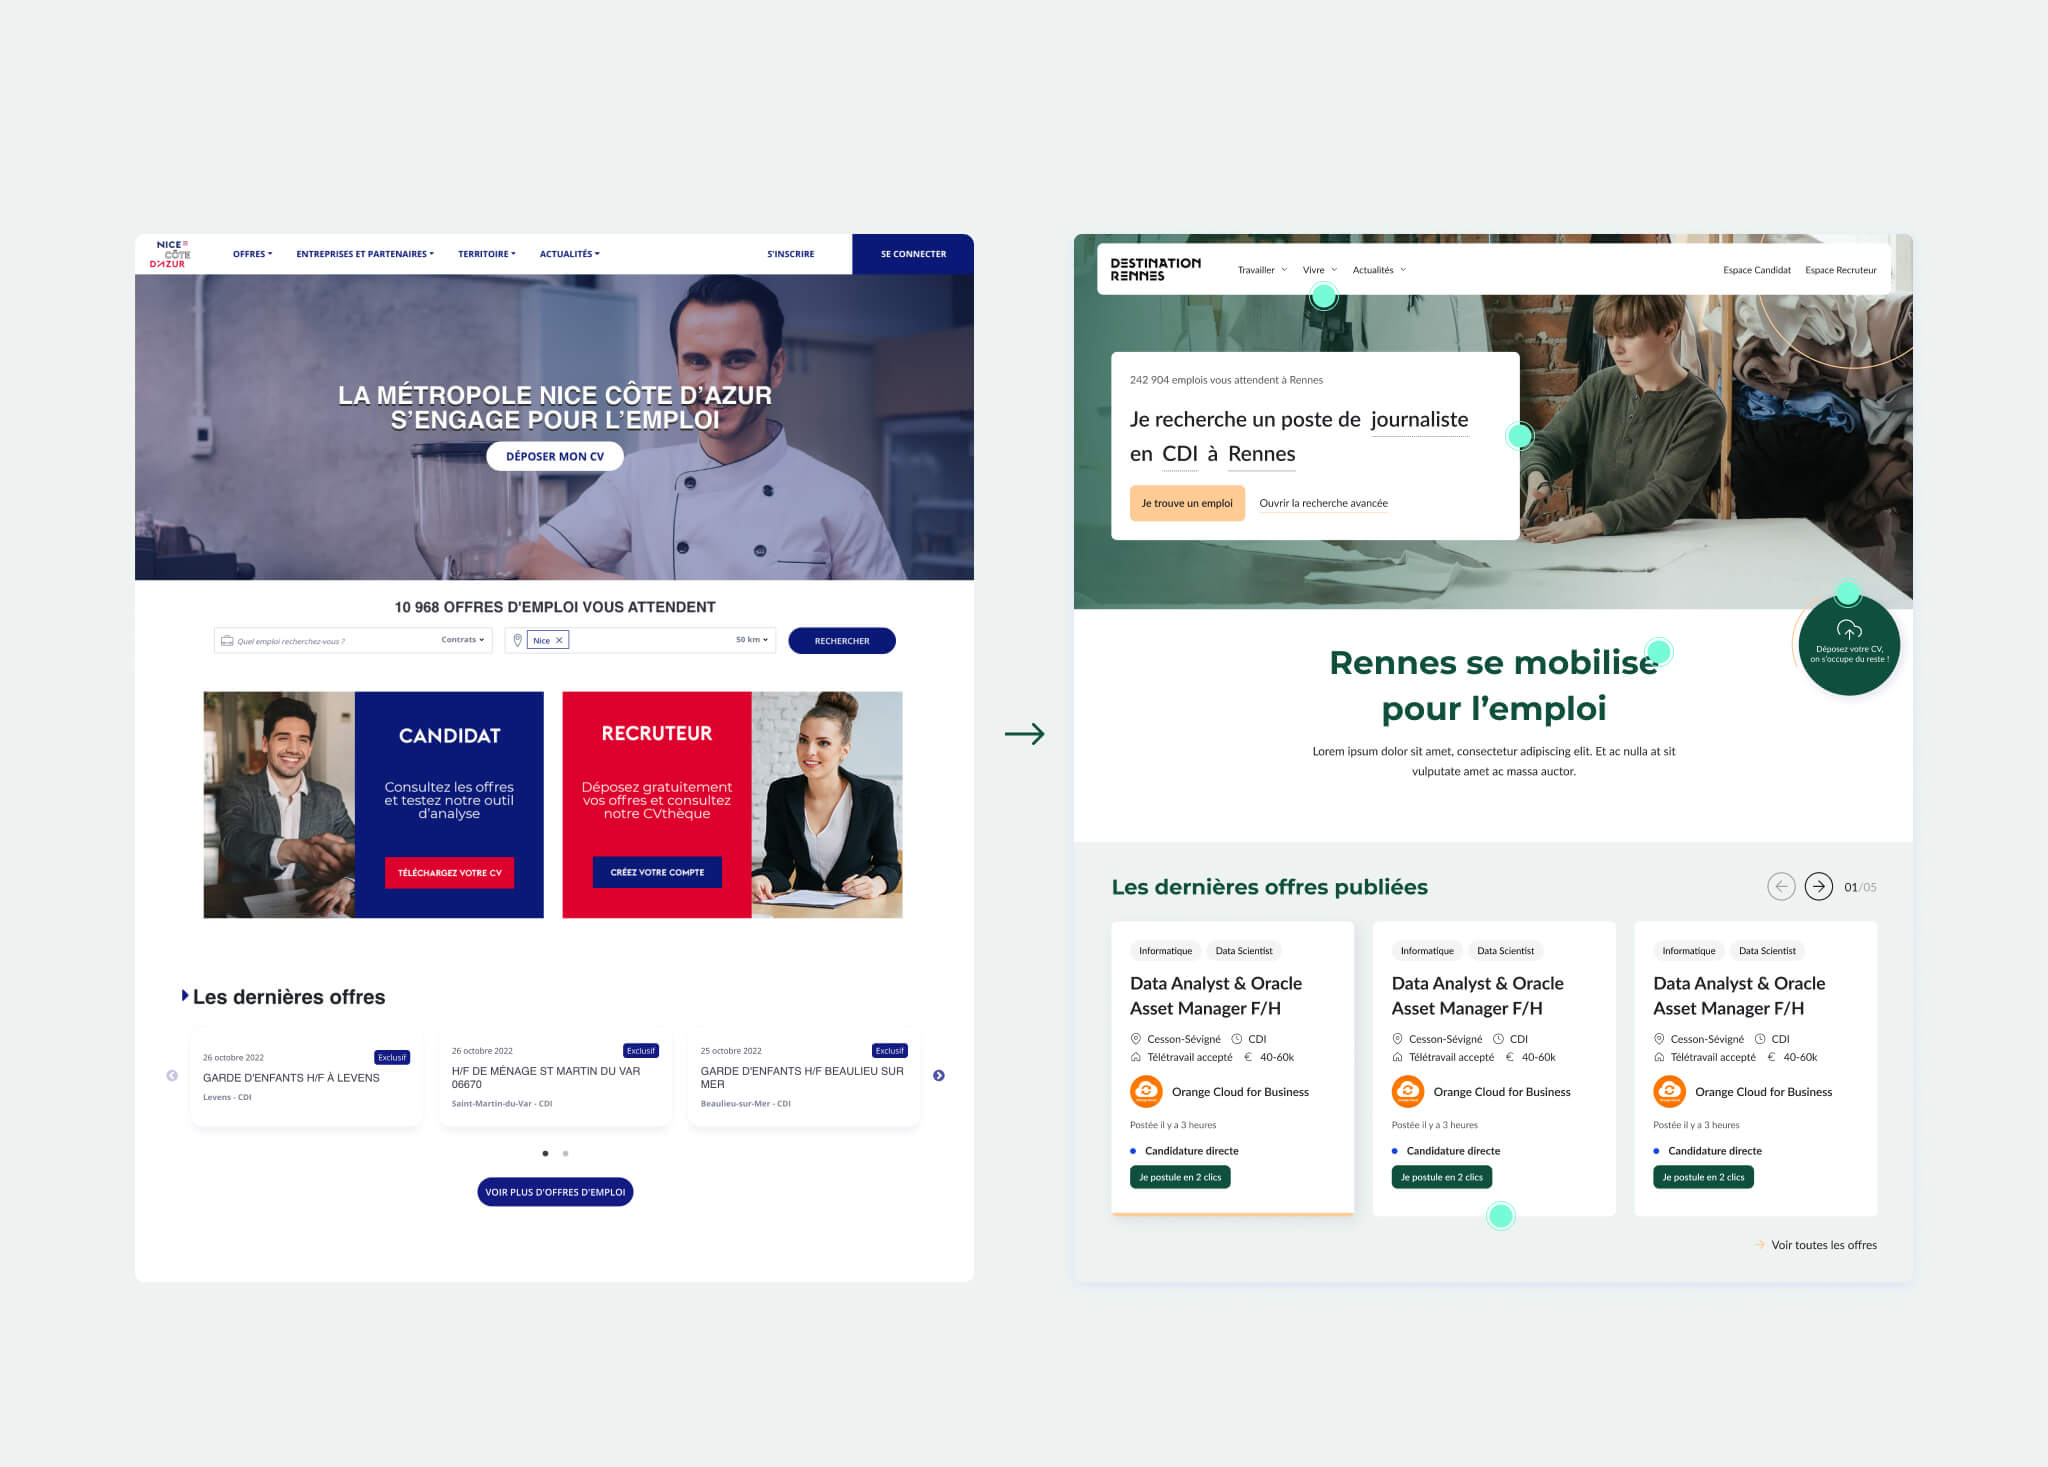 NICE
CÔTE
D'AZUR
OFFRES
ENTREPRISES ET PARTENAIRES
TERRITOIRE
ACTUALITÉS
S'INSCRIRE
SE CONNECTER
LA MÉTROPOLE NICE CÔTE D'AZUR
S'ENGAGE POUR L'EMPLOI
DÉPOSER MON CV
10 968 OFFRES D'EMPLOI VOUS ATTENDENT
Quel emploi recherchez-vous ?
Contrats
Nice
50 km
RECHERCHER
CANDIDAT
Consultez les offres
et testez notre outil
d'analyse
TÉLÉCHARGEZ VOTRE CV
RECRUTEUR
Déposez gratuitement
vos offres et consultez
notre CVthèque
CRÉEZ VOTRE COMPTE
Les dernières offres
26 octobre 2022
Exclusif
GARDE D'ENFANTS H/F À LEVENS
Levens - CDI
26 octobre 2022
Exclusif
H/F DE MÉNAGE ST MARTIN DU VAR
06670
Saint-Martin-du-Var - CDI
25 octobre 2022
Exclusif
GARDE D'ENFANTS H/F BEAULIEU SUR
MER
Beaulieu-sur-Mer - CDI
VOIR PLUS D'OFFRES D'EMPLOI
DESTINATION
RENNES
Travailler
Vivre
Actualités
Espace Candidat
Espace Recruteur
242 904 emplois vous attendent à Rennes
Je recherche un poste de journaliste
en CDI à Rennes
Je trouve un emploi
Ouvrir la recherche avancée
Déposez votre CV,
on s'occupe du reste !
Rennes se mobilise
pour l'emploi
Lorem ipsum dolor sit amet, consectetur adipiscing elit. Et ac nulla at sit
vulputate amet ac massa auctor.
Les dernières offres publiées
01/05
Informatique
Data Scientist
Data Analyst & Oracle
Asset Manager F/H
Cesson-Sévigné
CDI
Télétravail accepté
€ 40-60k
Orange Cloud for Business
Postée il y a 3 heures
Candidature directe
Je postule en 2 clics
Informatique
Data Scientist
Data Analyst & Oracle
Asset Manager F/H
Cesson-Sévigné
CDI
Télétravail accepté
€ 40-60k
Orange Cloud for Business
Postée il y a 3 heures
Candidature directe
Je postule en 2 clics
Informatique
Data Scientist
Data Analyst & Oracle
Asset Manager F/H
Cesson-Sévigné
CDI
Télétravail accepté
€ 40-60k
Orange Cloud for Business
Postée il y a 3 heures
Candidature directe
Je postule en 2 clics
Voir toutes les offres